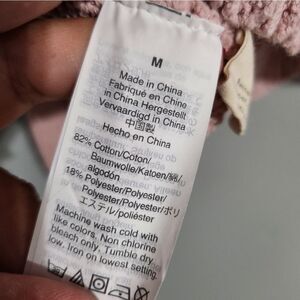 M
Made in China
Fabriqué en Chine
in China Hergestellt
Vervaardigd in China
中国製
Hecho en China
82% Cotton/Coton/
Baumwolle/Katoen/綿/
algodón
18% Polyester/Polyester/
Polyester/Polyester/ポリ
エステル/poliéster
Machine wash cold with
like colors. Non chlorine
bleach only. Tumble dry
low. Iron on lowest setting.